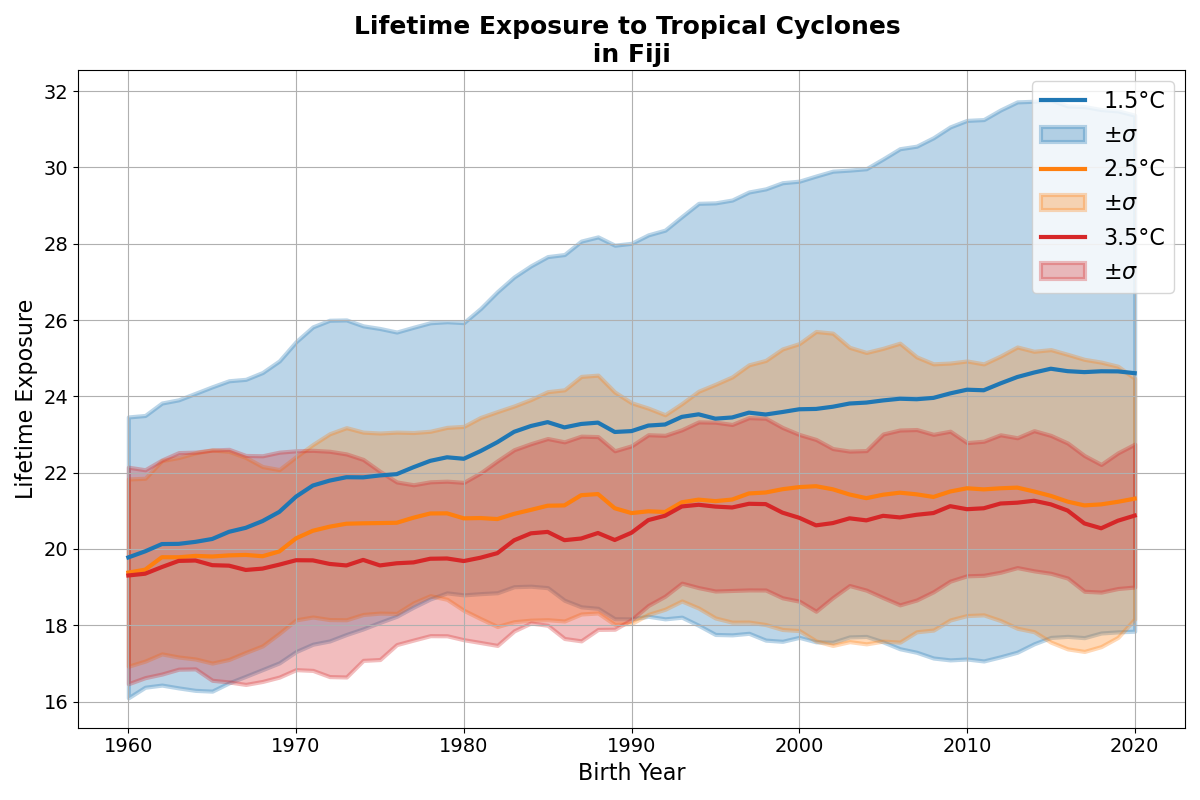 Lifetime Exposure to Tropical Cyclones
in Fiji
32
30
28
26
24
22
20
18
16
Lifetime Exposure
1.5°C
±σ
2.5°C
±σ
3.5°C
±σ
1960
1970
1980
1990
2000
2010
2020
Birth Year